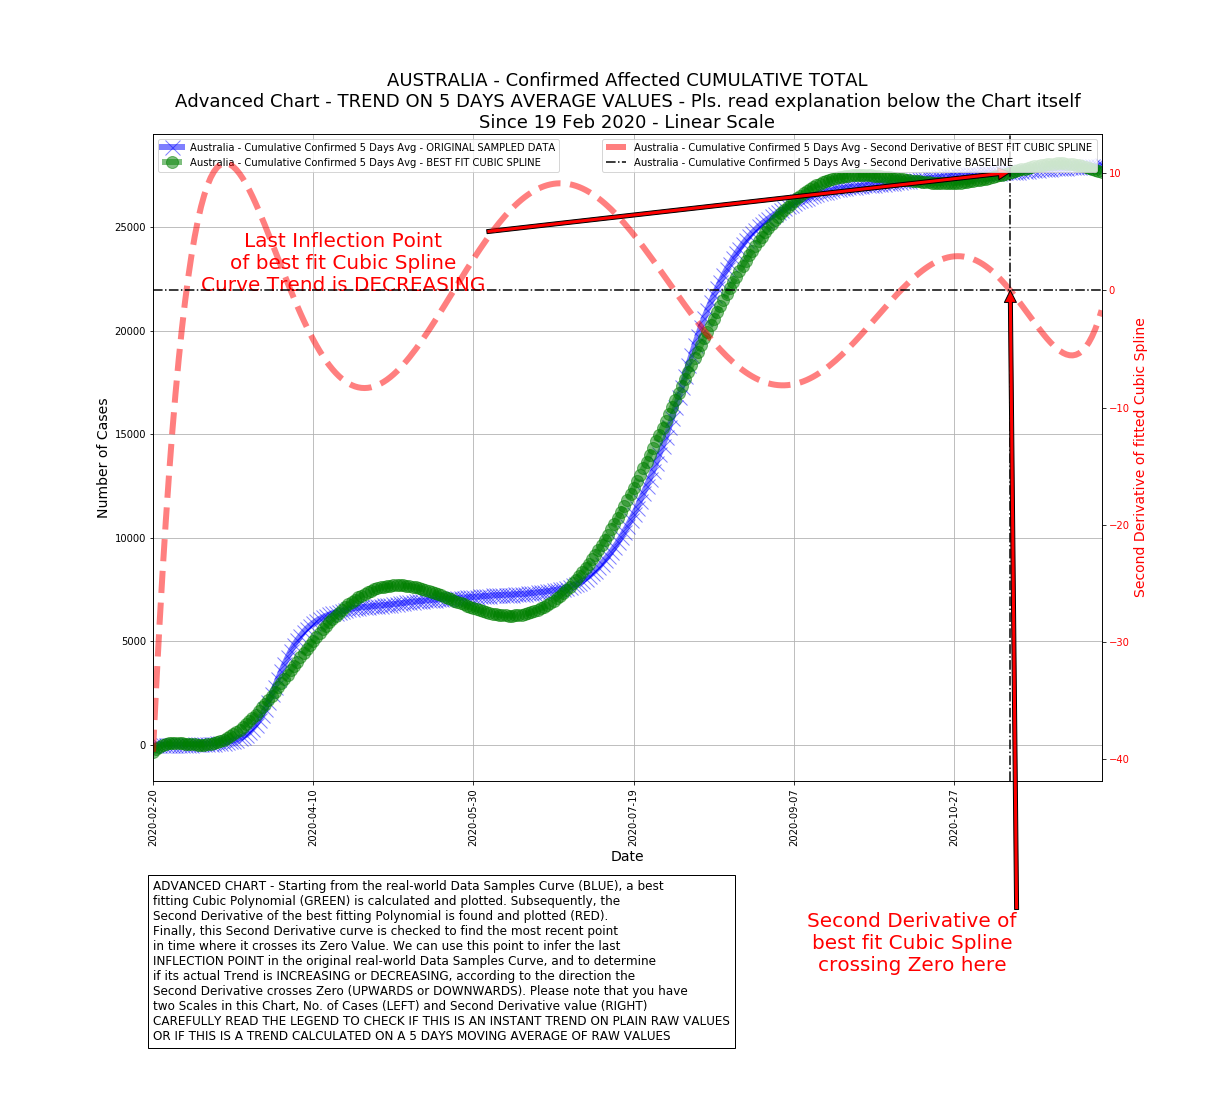 AUSTRALIA - Confirmed Affected CUMULATIVE TOTAL
Advanced Chart - TREND ON 5 DAYS AVERAGE VALUES - Pls. read explanation below the Chart itself
Since 19 Feb 2020 - Linear Scale
Australia - Cumulative Confirmed 5 Days Avg - ORIGINAL SAMPLED DATA
Australia - Cumulative Confirmed 5 Days Avg - BEST FIT CUBIC SPLINE
Australia - Cumulative Confirmed 5 Days Avg - Second Derivative of BEST FIT CUBIC SPLINE
Australia - Cumulative Confirmed 5 Days Avg - Second Derivative BASELINE
Last Inflection Point
of best fit Cubic Spline
Curve Trend is DECREASING
Number of Cases
25000
20000
15000
10000
5000
0
10
0
−10
−20
−30
−40
Second Derivative of fitted Cubic Spline
2020-02-20
2020-04-10
2020-05-30
2020-07-19
2020-09-07
2020-10-27
Date
ADVANCED CHART - Starting from the real-world Data Samples Curve (BLUE), a best
fitting Cubic Polynomial (GREEN) is calculated and plotted. Subsequently, the
Second Derivative of the best fitting Polynomial is found and plotted (RED).
Finally, this Second Derivative curve is checked to find the most recent point
in time where it crosses its Zero Value. We can use this point to infer the last
INFLECTION POINT in the original real-world Data Samples Curve, and to determine
if its actual Trend is INCREASING or DECREASING, according to the direction the
Second Derivative crosses Zero (UPWARDS or DOWNWARDS). Please note that you have
two Scales in this Chart, No. of Cases (LEFT) and Second Derivative value (RIGHT)
CAREFULLY READ THE LEGEND TO CHECK IF THIS IS AN INSTANT TREND ON PLAIN RAW VALUES
OR IF THIS IS A TREND CALCULATED ON A 5 DAYS MOVING AVERAGE OF RAW VALUES
Second Derivative of
best fit Cubic Spline
crossing Zero here